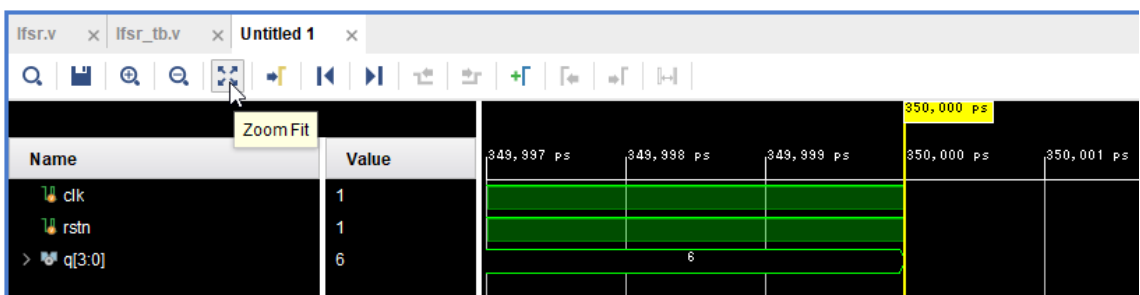 lfsr.v × lfsr_tb.v × Untitled 1 ×
350,000 ps
Zoom Fit
Name Value 349,997 ps 349,998 ps 349,999 ps 350,000 ps 350,001 ps
clk 1
rstn 1
> q[3:0] 6 6